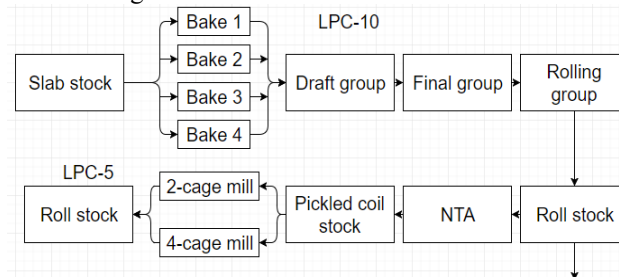 Bake 1
LPC-10
Bake 2
Slab stock
Bake 3
Bake 4
Draft group
Final group
Rolling
group
LPC-5
Roll stock
2-cage mill
4-cage mill
Pickled coil
stock
NTA
Roll stock